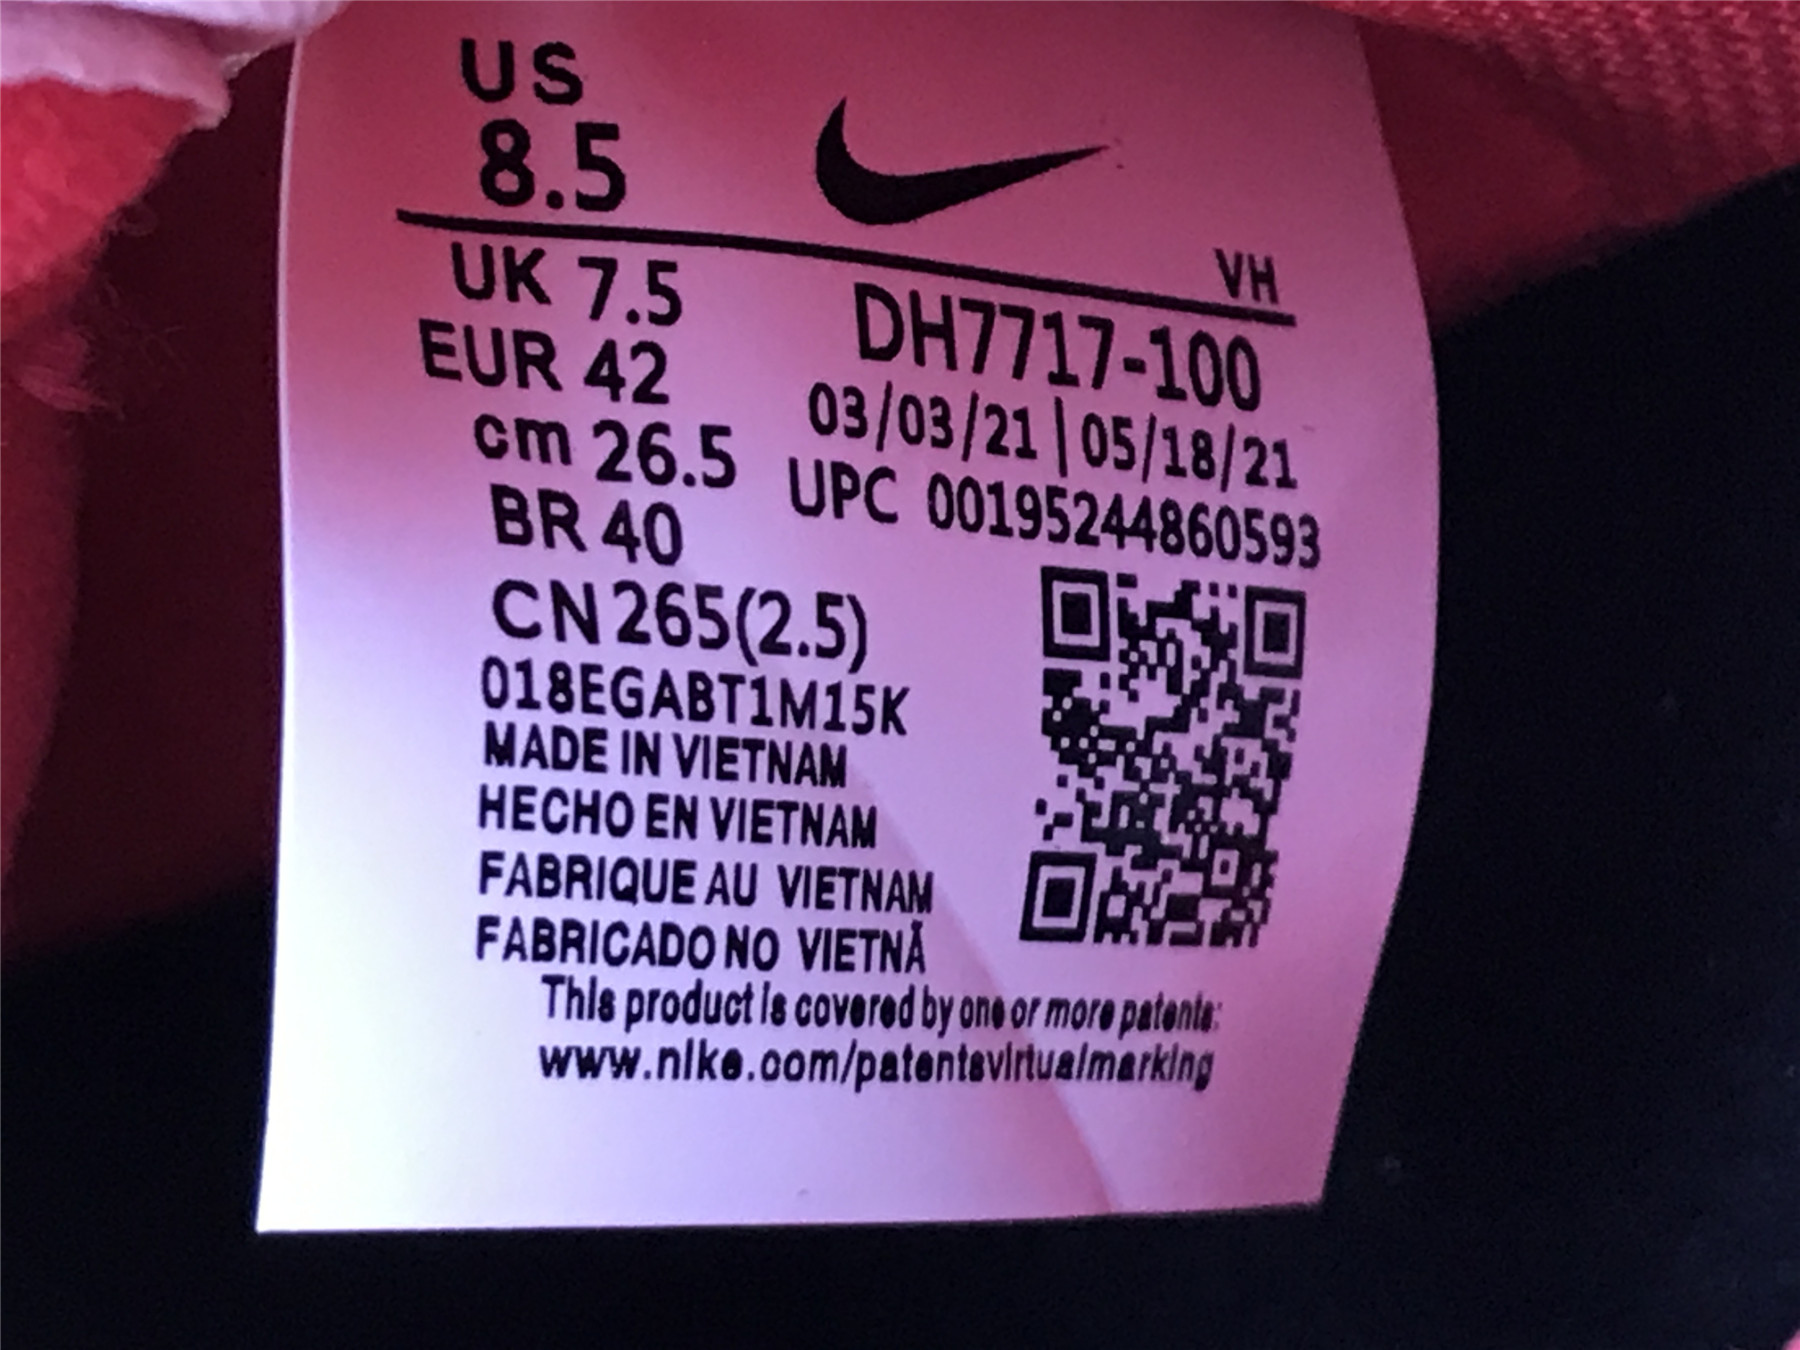 US
8.5
VH
UK 7.5
DH7717-100
EUR 42
03/03/21 | 05/18/21
cm 26.5
UPC 00195244860593
BR 40
CN 265(2.5)
018EGABT1M15K
MADE IN VIETNAM
HECHO EN VIETNAM
FABRIQUE AU VIETNAM
FABRICADO NO VIETNÃ
This product is covered by one or more patents:
www.nike.com/patentsvirtualmarking